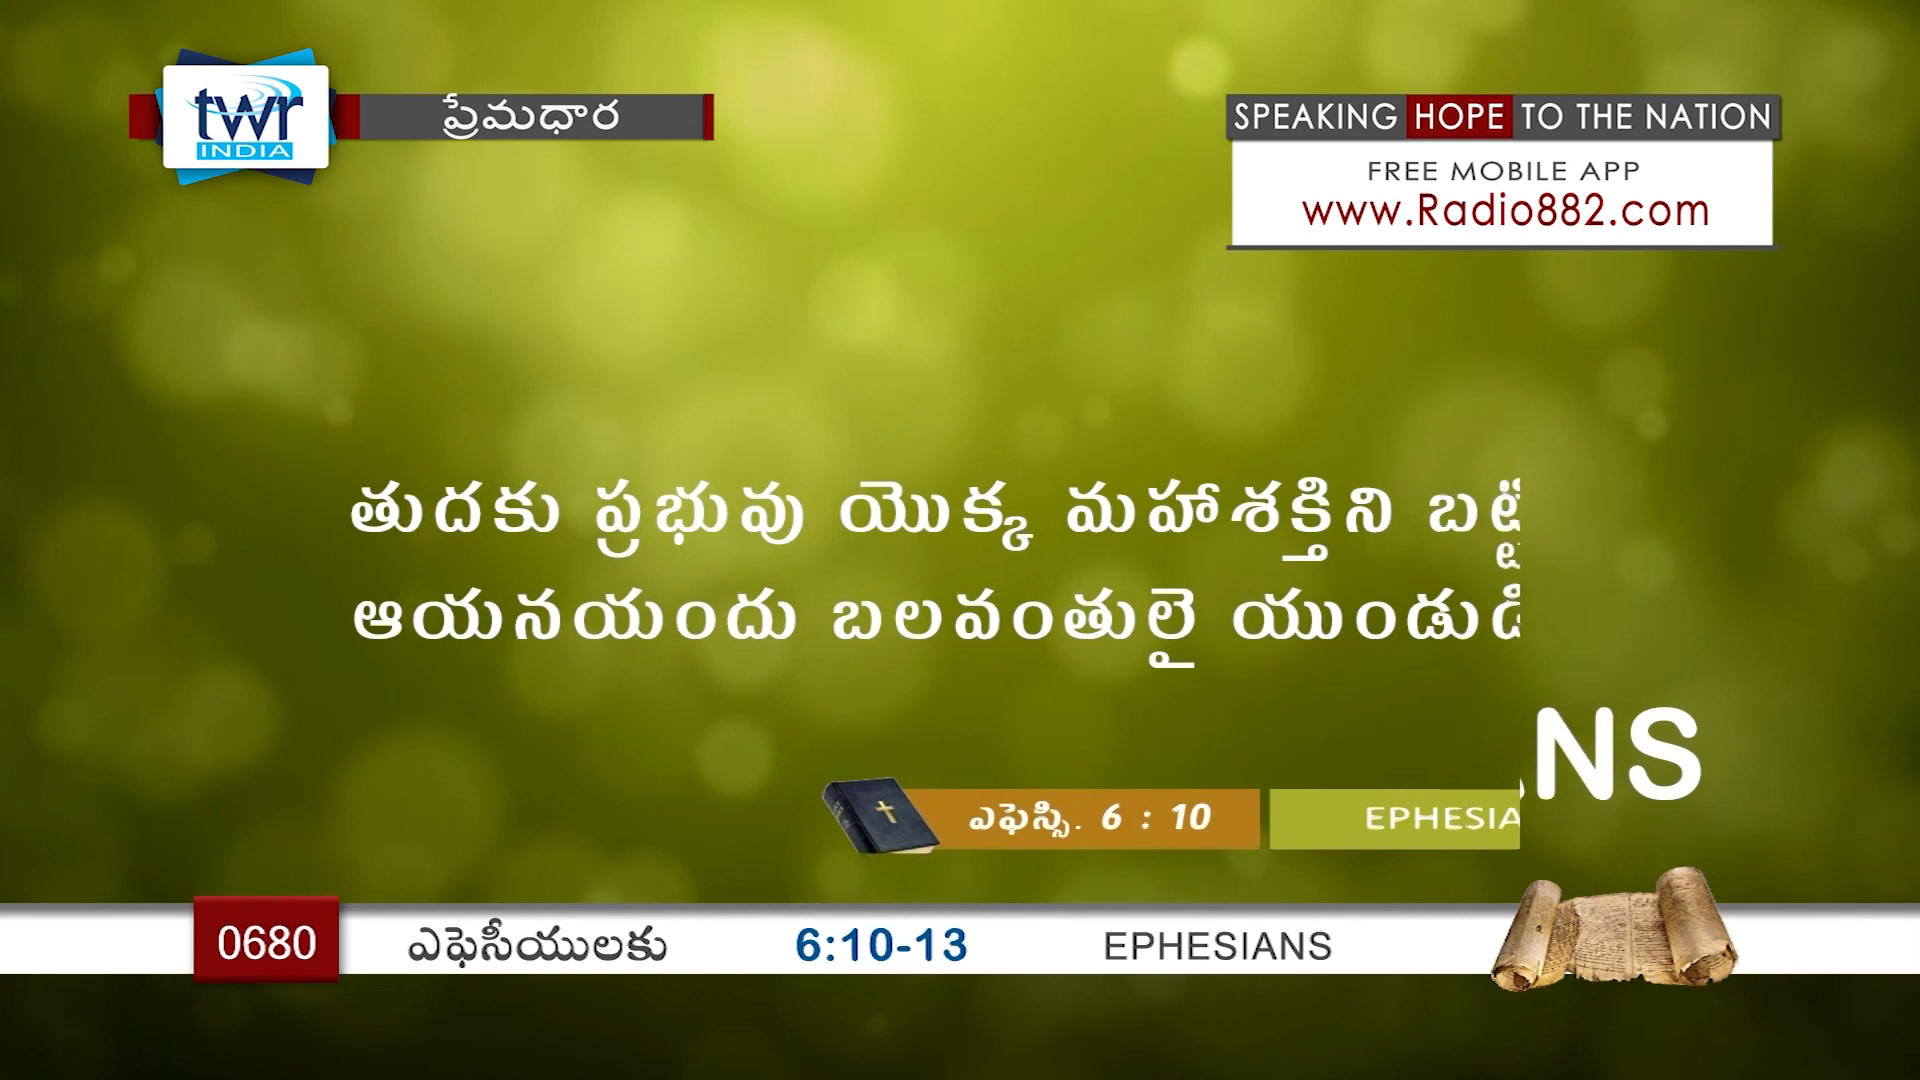 twr
INDIA
ప్రేమధార
SPEAKING HOPE TO THE NATION
FREE MOBILE APP
www.Radio882.com
తుదకు ప్రభువు యొక్క మహాశక్తిని
ఆయనయందు బలవంతులై
NS
ఎఫెస్సి. 6 : 10
EPHESIA
0680 ఎఫెసీయులకు 6:10-13 EPHESIANS